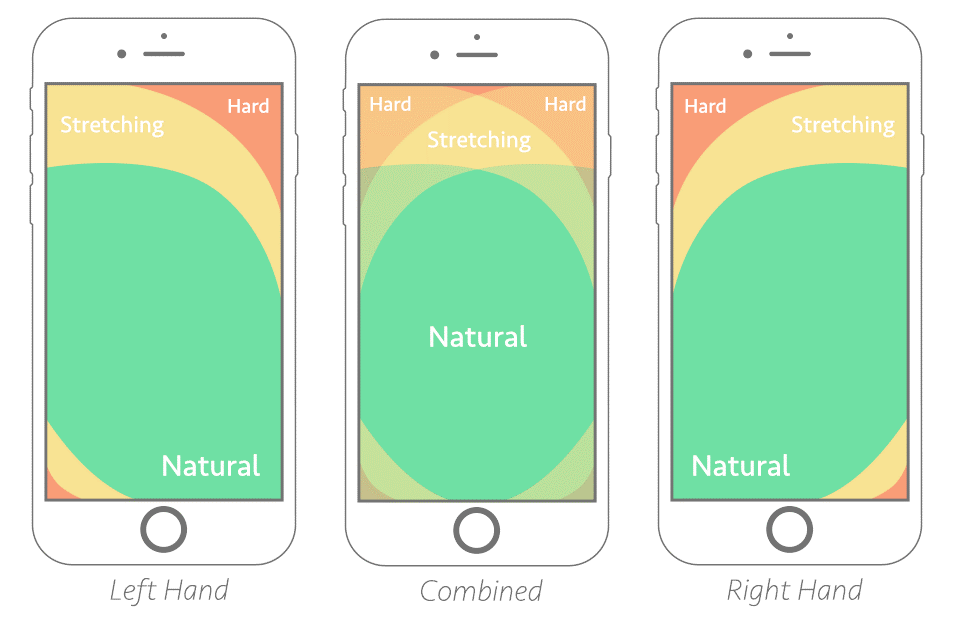 Hard
Stretching
Natural
Left Hand
Hard
Hard
Stretching
Natural
Combined
Hard
Stretching
Natural
Right Hand